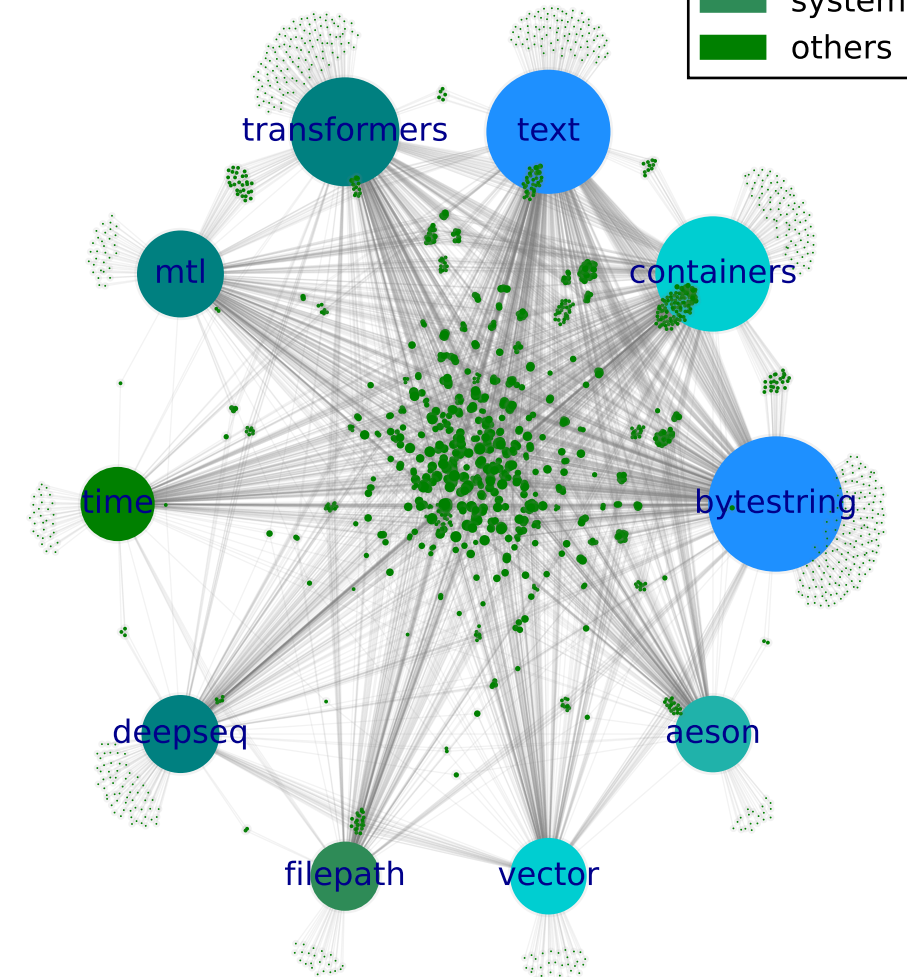 system
others
transformers
text
mtl
containers
time
bytestring
deepseq
aeson
filepath
vector